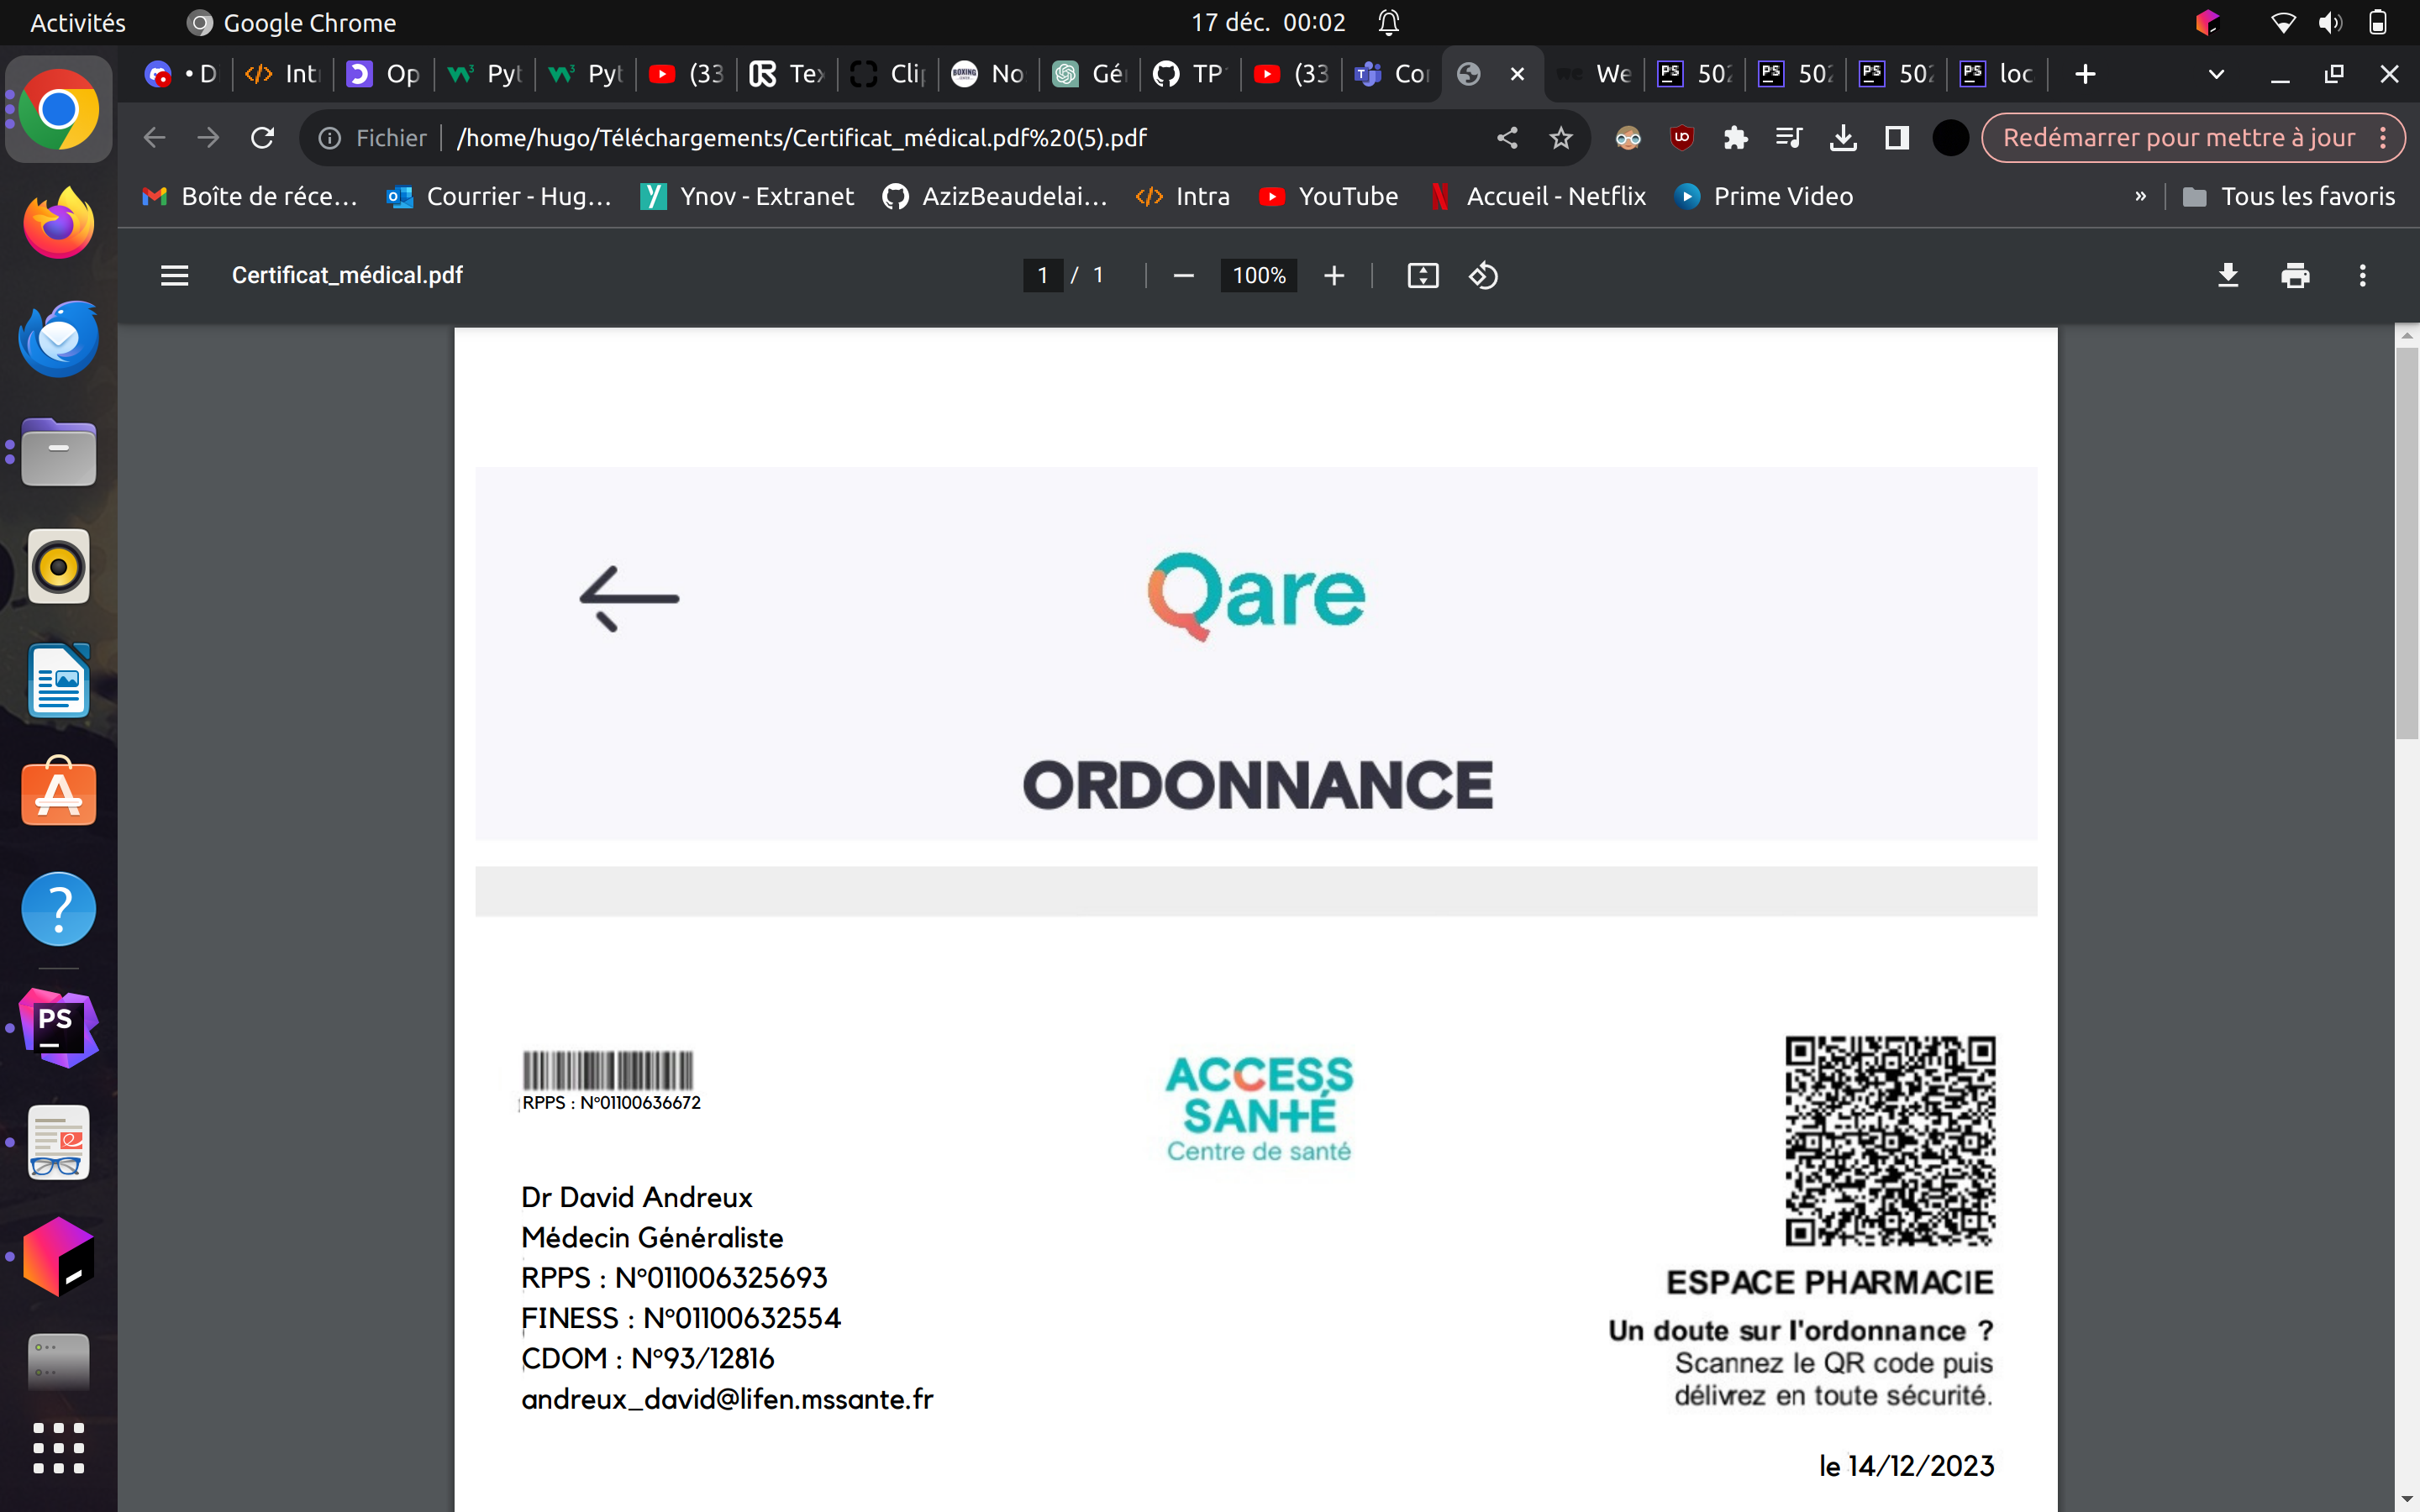 Activités Google Chrome 17 déc. 00:02
• D Int Op Pyt Pyt (33 Tex Cli No Gé TP (33 Co We 50 50 50 loc
Fichier /home/hugo/Téléchargements/Certificat_médical.pdf%20(5).pdf Redémarrer pour mettre à jour
Boîte de réce... Courrier - Hug... Ynov - Extranet AzizBeaudelai... Intra YouTube Accueil - Netflix Prime Video » Tous les favoris
Certificat_médical.pdf 1 / 1 100%
Qare
ORDONNANCE
RPPS : N°01100636672
ACCESS
SANTÉ
Centre de santé
Dr David Andreux
Médecin Généraliste
RPPS : N°011006325693
FINESS : N°01100632554
CDOM : N°93/12816
andreux_david@lifen.mssante.fr
ESPACE PHARMACIE
Un doute sur l'ordonnance ?
Scannez le QR code puis
délivrez en toute sécurité.
le 14/12/2023